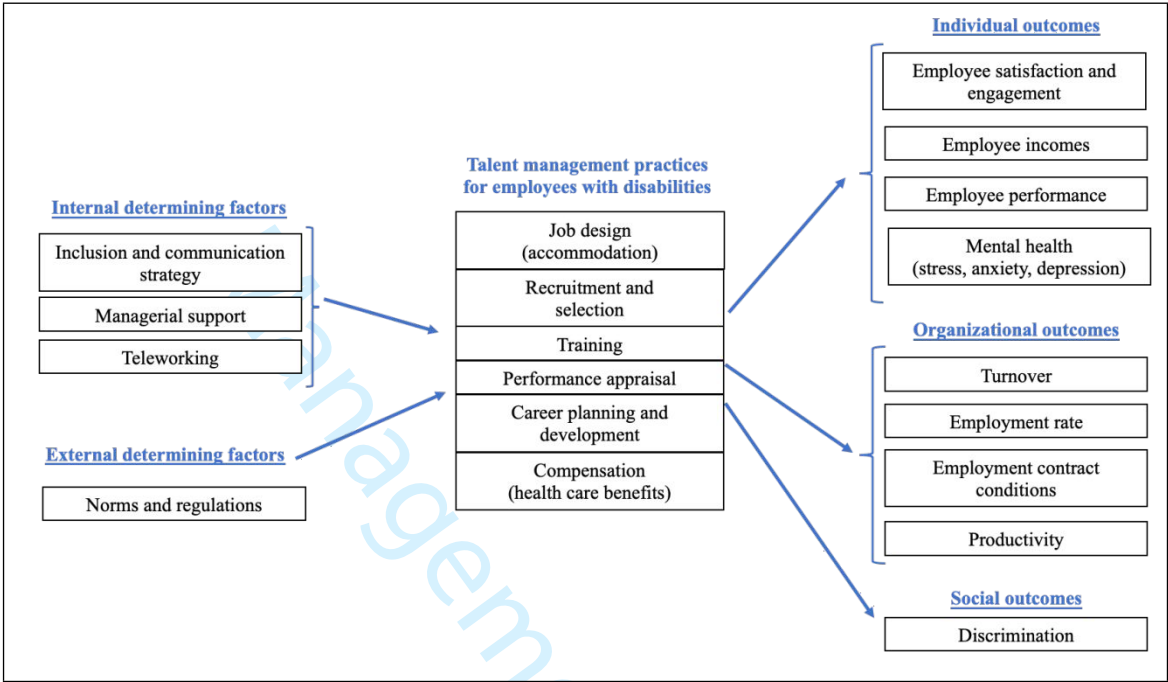 Individual outcomes
Employee satisfaction and
engagement
Employee incomes
Employee performance
Mental health
(stress, anxiety, depression)
Talent management practices
for employees with disabilities
Job design
(accommodation)
Recruitment and
selection
Training
Performance appraisal
Career planning and
development
Compensation
(health care benefits)
Internal determining factors
Inclusion and communication
strategy
Managerial support
Teleworking
External determining factors
Norms and regulations
Organizational outcomes
Turnover
Employment rate
Employment contract
conditions
Productivity
Social outcomes
Discrimination